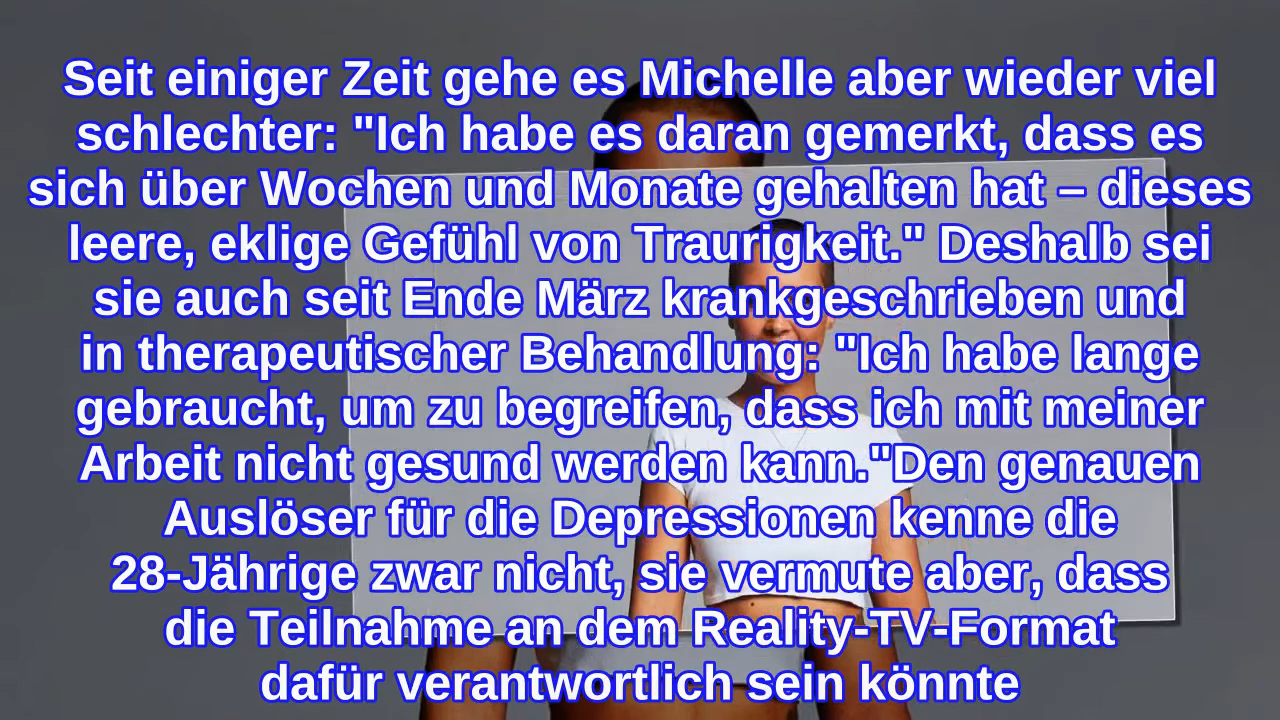 Seit einiger Zeit gehe es Michelle aber wieder viel
schlechter: "Ich habe es daran gemerkt, dass es
sich über Wochen und Monate gehalten hat – dieses
leere, eklige Gefühl von Traurigkeit." Deshalb sei
sie auch seit Ende März krankgeschrieben und
in therapeutischer Behandlung: "Ich habe lange
gebraucht, um zu begreifen, dass ich mit meiner
Arbeit nicht gesund werden kann."Den genauen
Auslöser für die Depressionen kenne die
28-Jährige zwar nicht, sie vermute aber, dass
die Teilnahme an dem Reality-TV-Format
dafür verantwortlich sein könnte